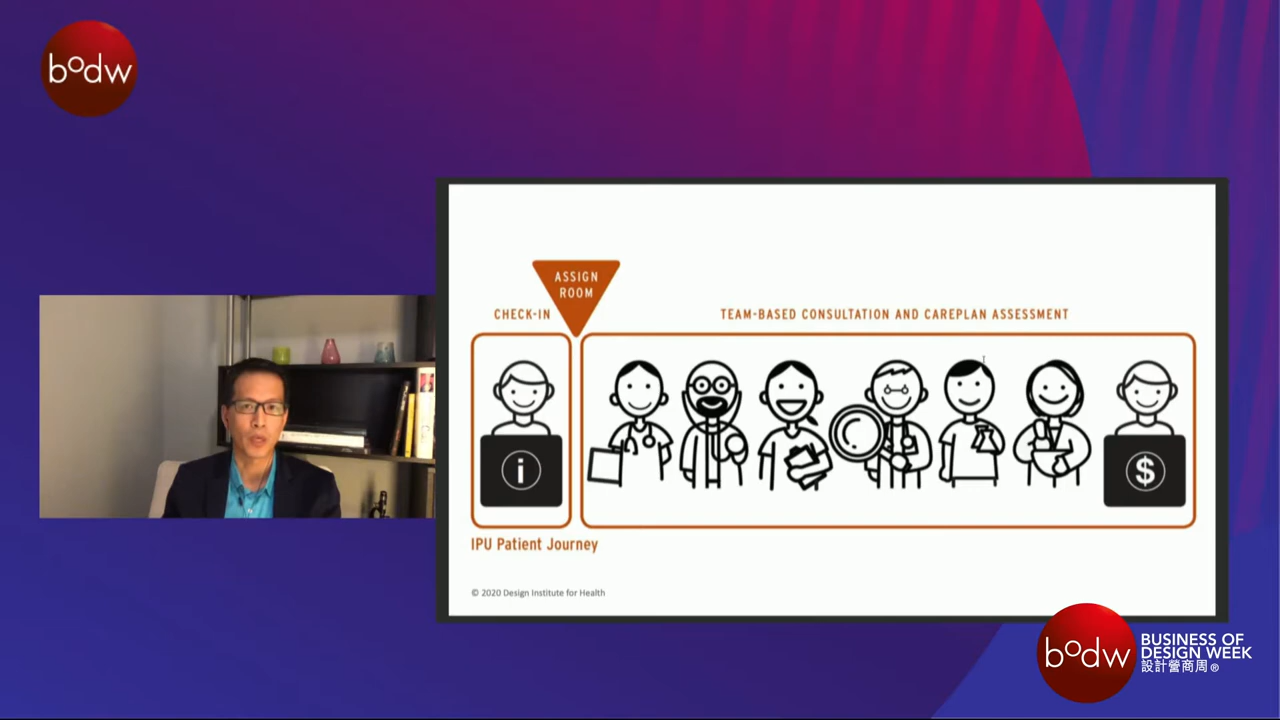 bodw
ASSIGN
ROOM
CHECK-IN
TEAM-BASED CONSULTATION AND CAREPLAN ASSESSMENT
i
$
IPU Patient Journey
© 2020 Design Institute for Health
bodw
BUSINESS OF
DESIGN WEEK
設計營商周®